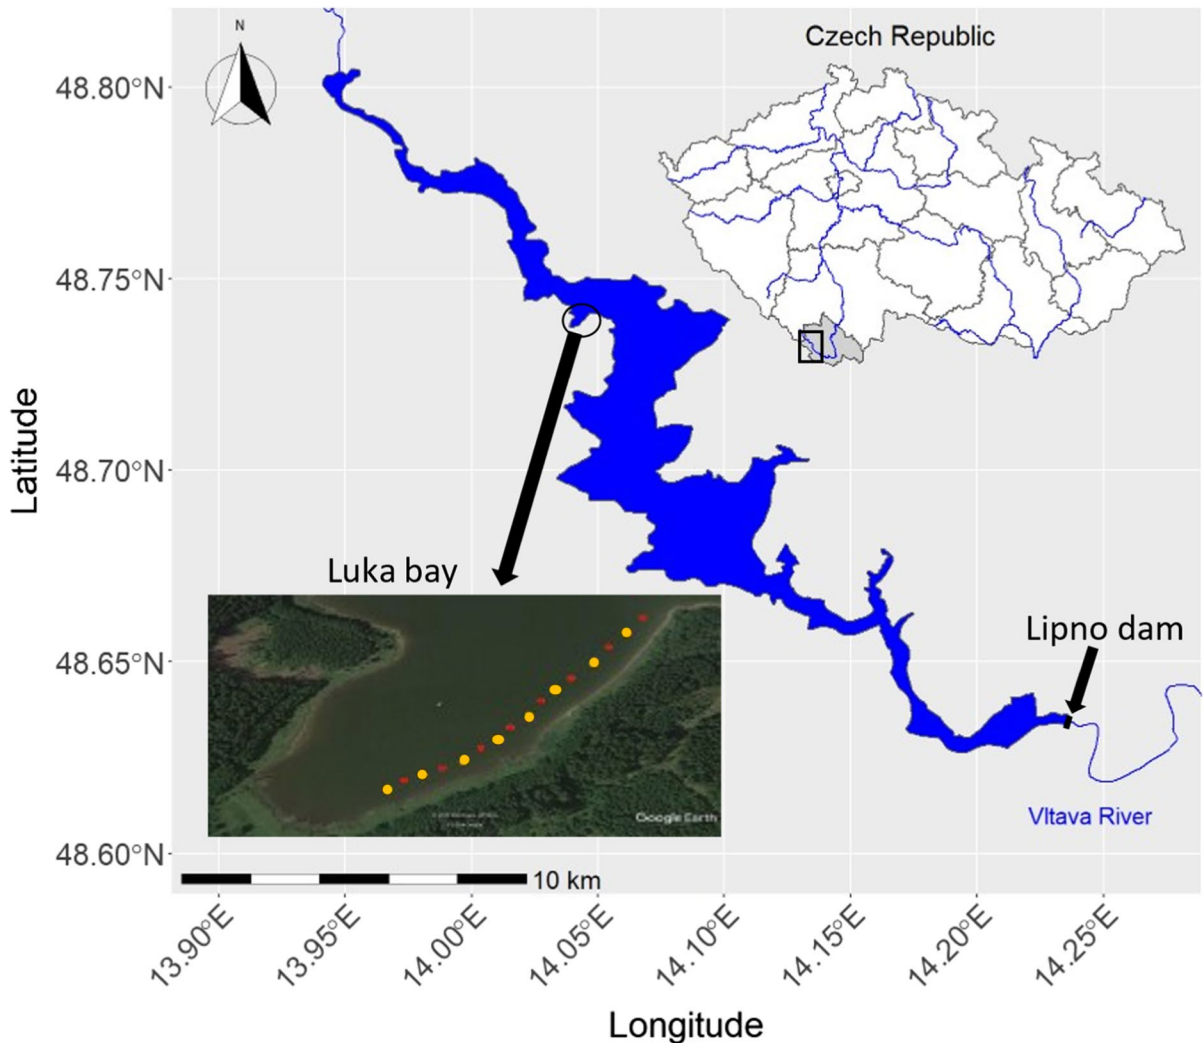 N
Czech Republic
48.80°N
48.75°N
48.70°N
48.65°N
48.60°N
Latitude
Luka bay
Lipno dam
Vltava River
Google Earth
10 km
13.90°E
13.95°E
14.00°E
14.05°E
14.10°E
14.15°E
14.20°E
14.25°E
Longitude